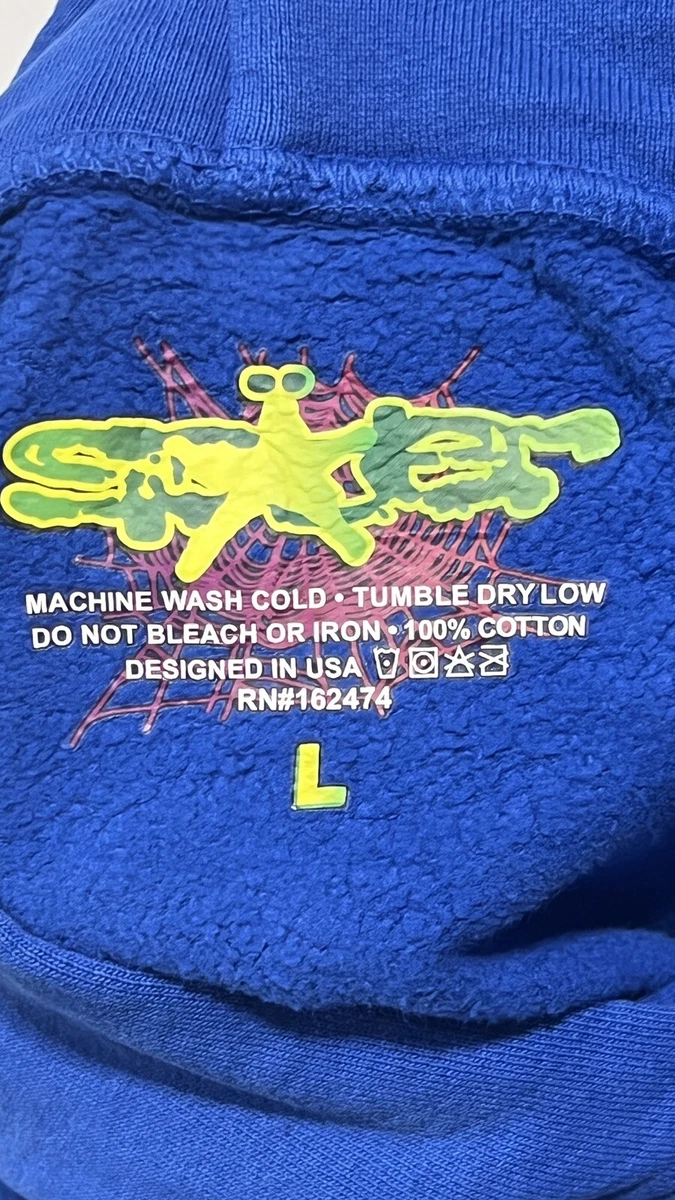 MACHINE WASH COLD • TUMBLE DRY LOW
DO NOT BLEACH OR IRON • 100% COTTON
DESIGNED IN USA
RN#162474
L